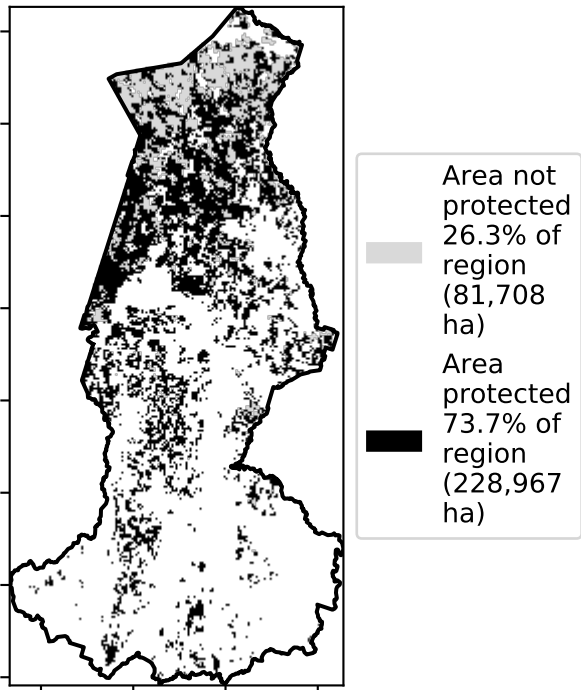 Area not
protected
26.3% of
region
(81,708
ha)
Area
protected
73.7% of
region
(228,967
ha)